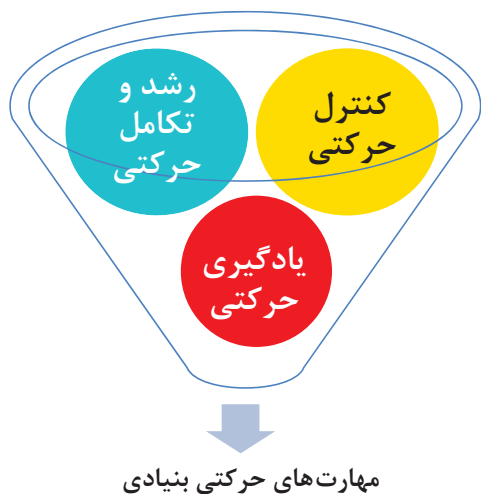 کنترل
حرکتی
رشد و
تکامل
حرکتی
یادگیری
حرکتی
مهارت‌های حرکتی بنیادی